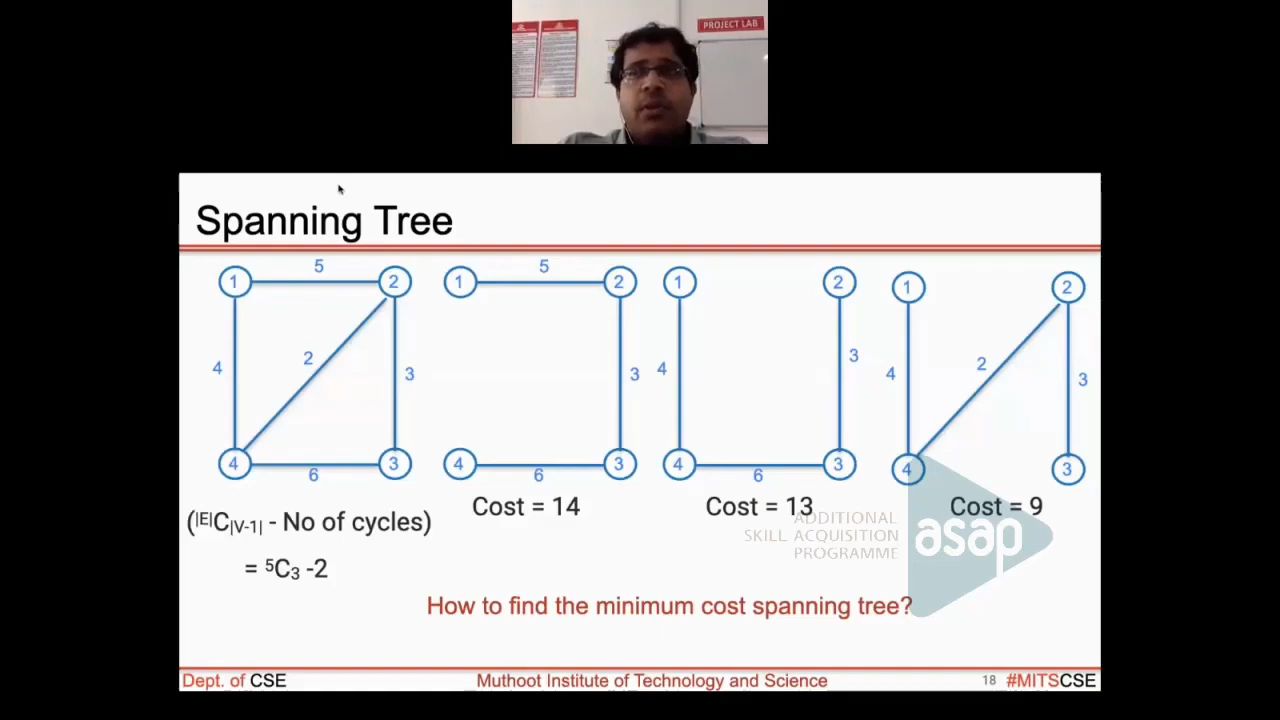 PROJECT LAB
Spanning Tree
1 5 2
4 2 3
4 6 3
1 5 2
3
4 6 3
1 2
4 3
4 6 3
1 2
4 2 3
4 3
Cost = 14
Cost = 13
Cost = 9
(|E|C|V-1| - No of cycles)
= 5C3 -2
ADDITIONAL
SKILL ACQUISITION
PROGRAMME
asap
How to find the minimum cost spanning tree?
Dept. of CSE
Muthoot Institute of Technology and Science
18 #MITSCSE